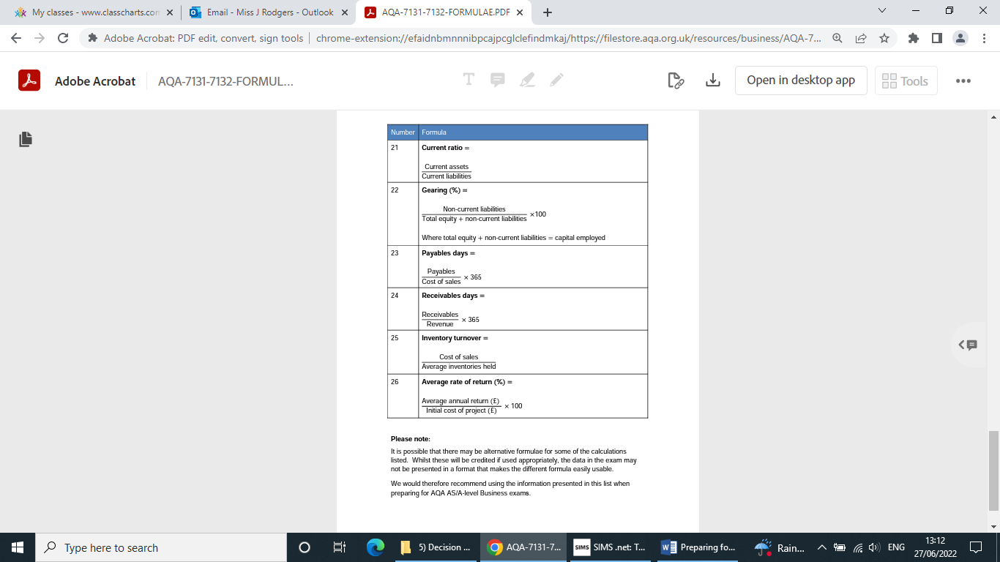 My classes - www.classcharts.com
Email - Miss J Rodgers - Outlook
AQA-7131-7132-FORMULAE.PDF
Adobe Acrobat: PDF edit, convert, sign tools
chrome-extension://efaidnbmnnnibpcajpcglclefindmkaj/https://filestore.aqa.org.uk/resources/business/AQA-7...
Adobe Acrobat
AQA-7131-7132-FORMUL...
Open in desktop app
Tools
Number Formula
21 Current ratio =
Current assets
Current liabilities
22 Gearing (%) =
Non-current liabilities
Total equity + non-current liabilities ×100
Where total equity + non-current liabilities = capital employed
23 Payables days =
Payables
Cost of sales × 365
24 Receivables days =
Receivables
Revenue × 365
25 Inventory turnover =
Cost of sales
Average inventories held
26 Average rate of return (%) =
Average annual return (£)
Initial cost of project (£) × 100
Please note:
It is possible that there may be alternative formulae for some of the calculations
listed. Whilst these will be credited if used appropriately, the data in the exam may
not be presented in a format that makes the different formula easily usable.
We would therefore recommend using the information presented in this list when
preparing for AQA AS/A-level Business exams.
Type here to search
5) Decision ...
AQA-7131-7...
SIMS
SIMS .net: T...
Preparing fo...
Rain...
ENG
13:12
27/06/2022